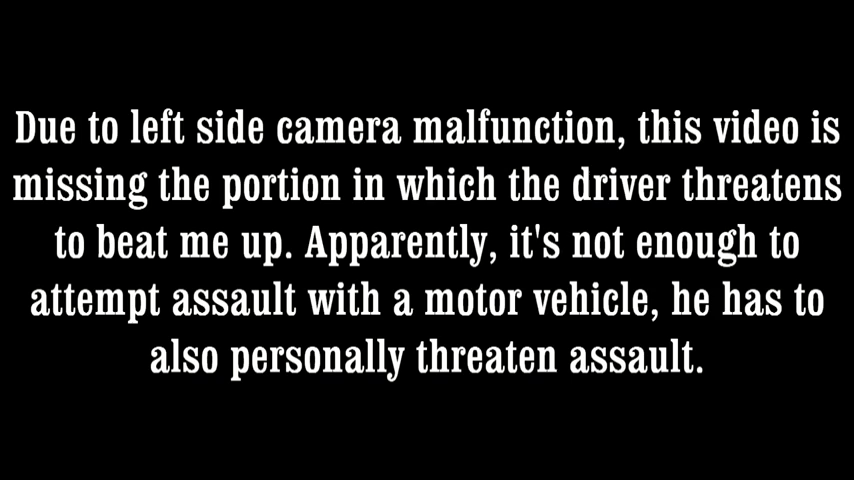 Due to left side camera malfunction, this video is
missing the portion in which the driver threatens
to beat me up. Apparently, it's not enough to
attempt assault with a motor vehicle, he has to
also personally threaten assault.